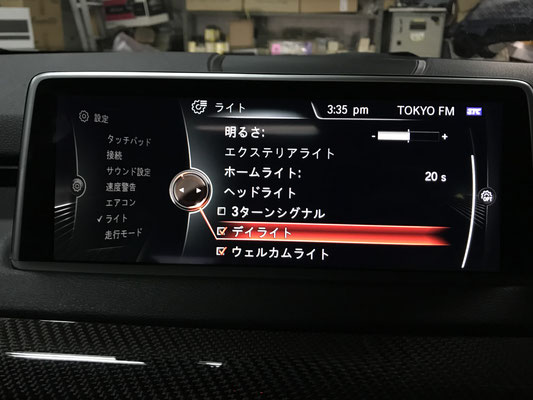 ライト
3:35 pm
TOKYO FM
設定
タッチパッド
接続
サウンド設定
速度警告
エアコン
✓ ライト
走行モード
明るさ:
- +
エクステリアライト
ホームライト: 20 s
ヘッドライト
3ターンシグナル
デイライト
ウェルカムライト